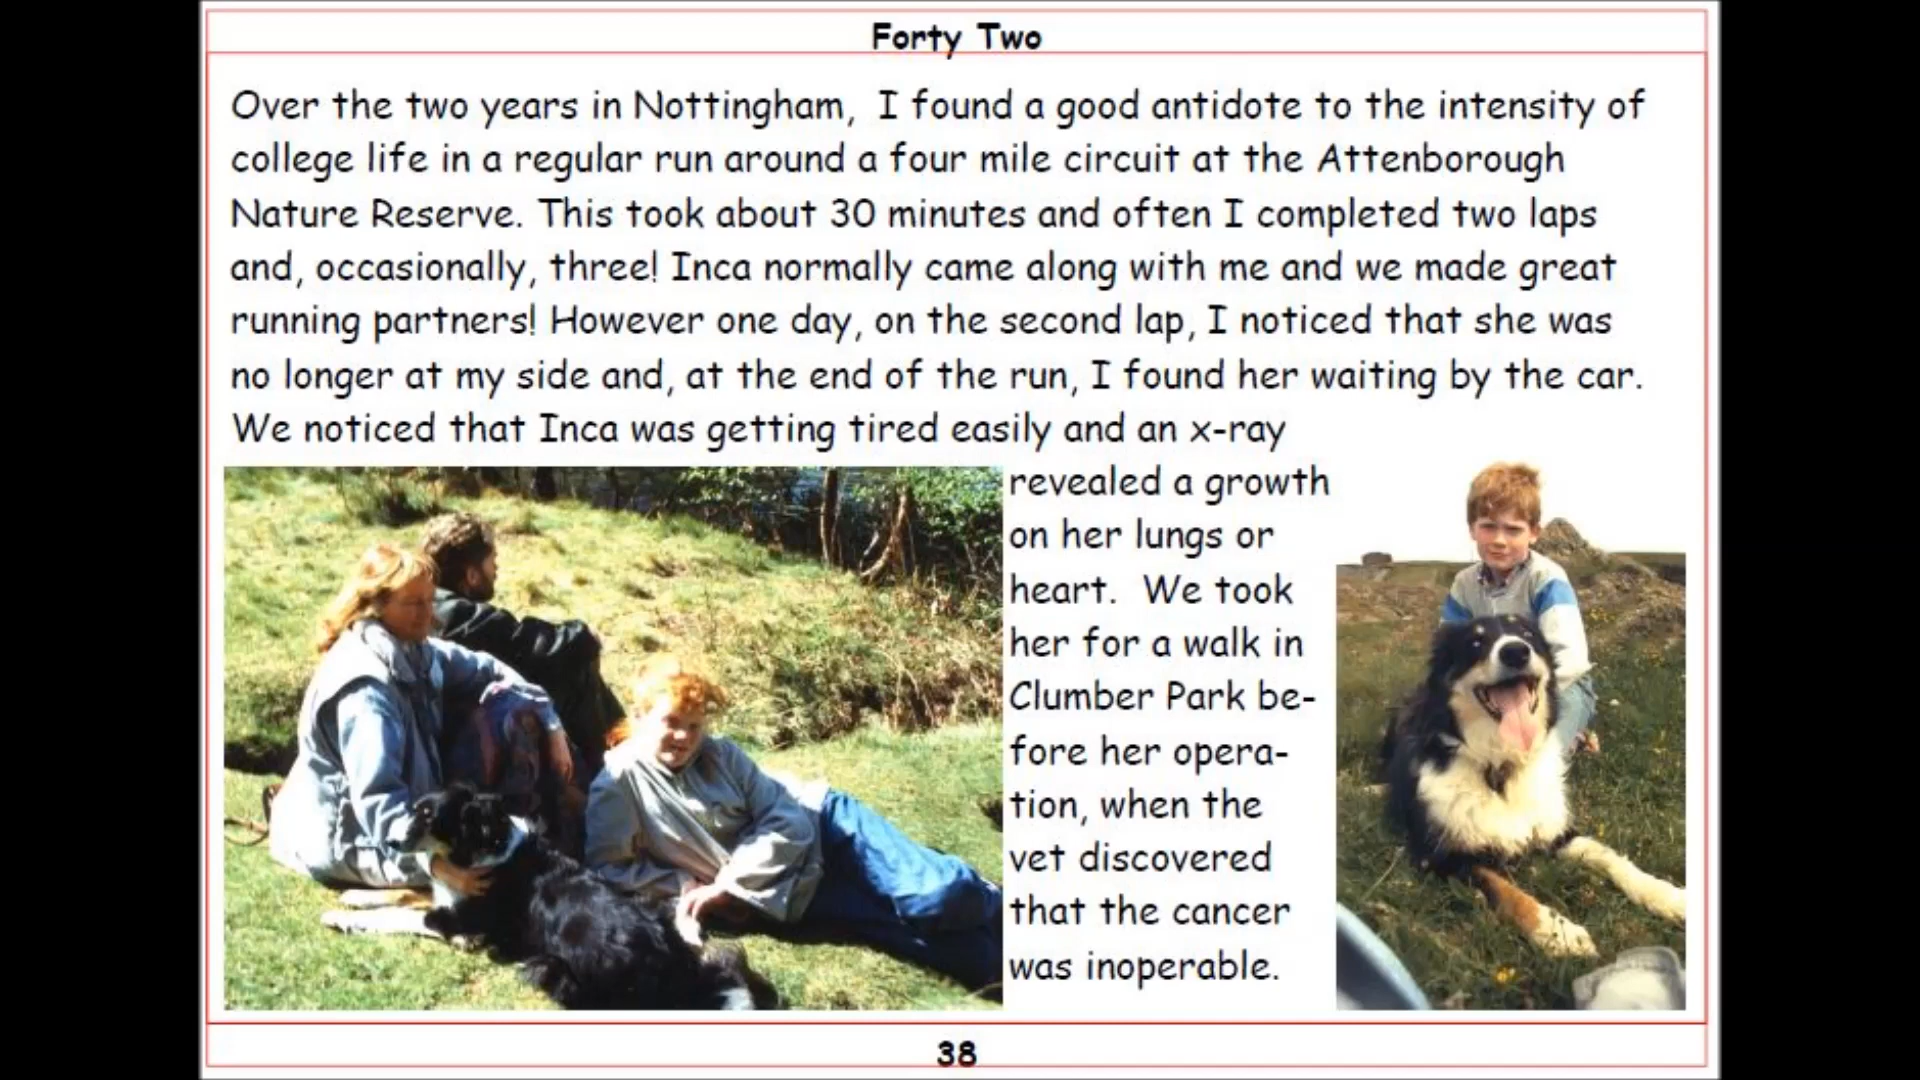 Forty Two
Over the two years in Nottingham, I found a good antidote to the intensity of
college life in a regular run around a four mile circuit at the Attenborough
Nature Reserve. This took about 30 minutes and often I completed two laps
and, occasionally, three! Inca normally came along with me and we made great
running partners! However one day, on the second lap, I noticed that she was
no longer at my side and, at the end of the run, I found her waiting by the car.
We noticed that Inca was getting tired easily and an x-ray
revealed a growth
on her lungs or
heart. We took
her for a walk in
Clumber Park be-
fore her opera-
tion, when the
vet discovered
that the cancer
was inoperable.
38